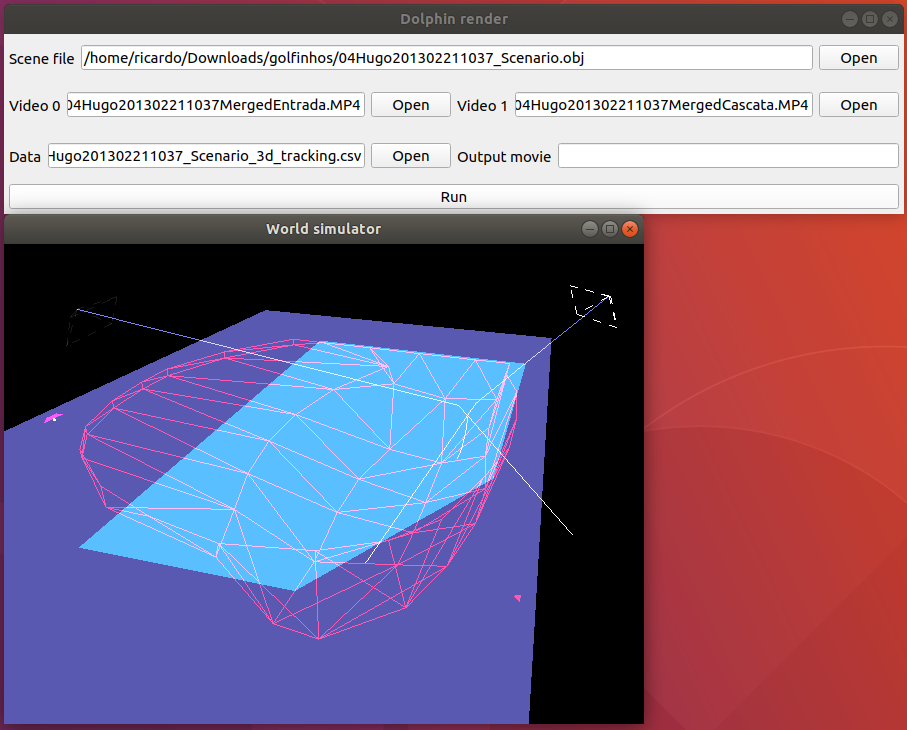 Dolphin render
Scene file /home/ricardo/Downloads/golfinhos/04Hugo201302211037_Scenario.obj Open
Video 0 04Hugo201302211037MergedEntrada.MP4 Open Video 1 04Hugo201302211037MergedCascata.MP4 Open
Data Hugo201302211037_Scenario_3d_tracking.csv Open Output movie
Run
World simulator